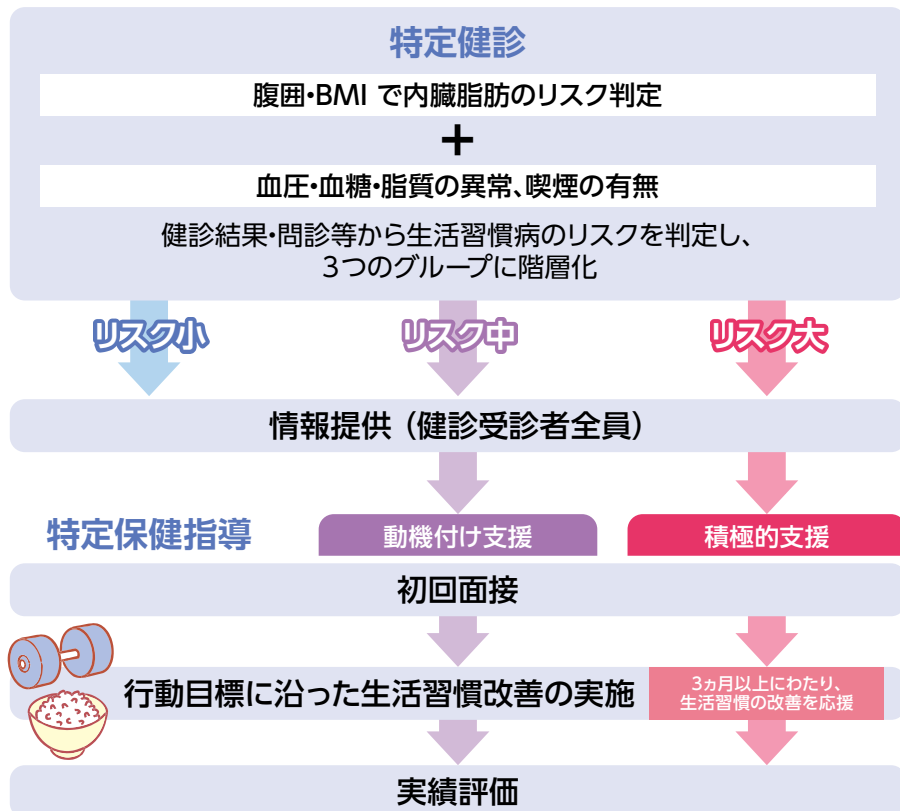 特定健診
腹囲・BMI で内臓脂肪のリスク判定
+
血圧・血糖・脂質の異常、喫煙の有無
健診結果・問診等から生活習慣病のリスクを判定し、
3つのグループに階層化
リスク小
リスク中
リスク大
情報提供（健診受診者全員）
特定保健指導
動機付け支援
積極的支援
初回面接
行動目標に沿った生活習慣改善の実施
3ヵ月以上にわたり、
生活習慣の改善を応援
実績評価